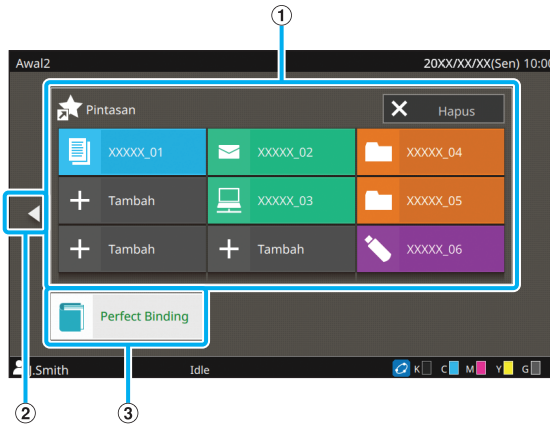 1
Awal2 20XX/XX/XX(Sen) 10:00
Pintasan Hapus
XXXXX_01 XXXXX_02 XXXXX_04
Tambah XXXXX_03 XXXXX_05
Tambah Tambah XXXXX_06
Perfect Binding
J.Smith Idle K C M Y G
2 3